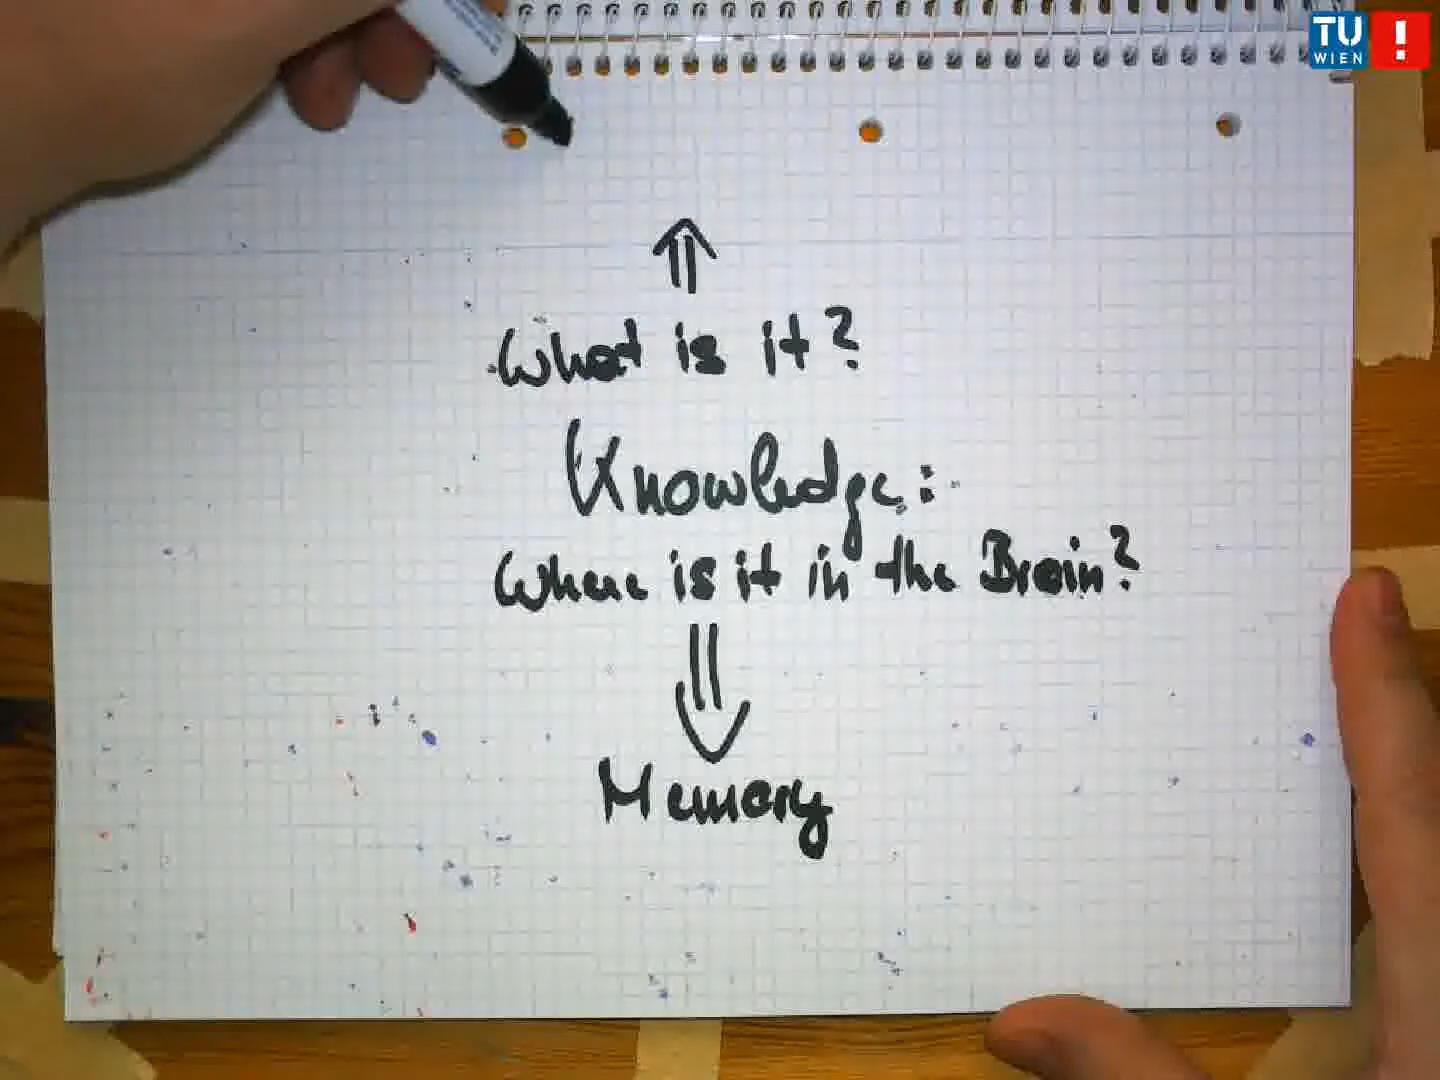 TU
WIEN
!
What is it?
Knowledge:
Where is it in the Brain?
Memory